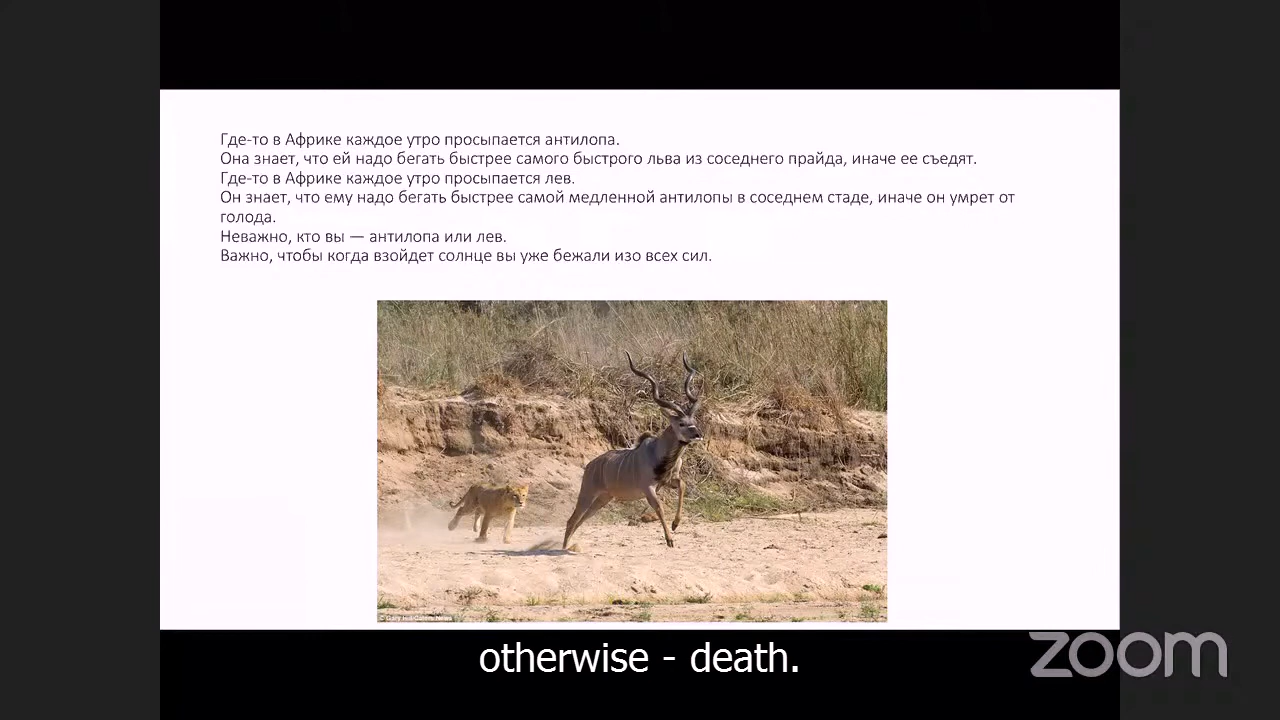 Где-то в Африке каждое утро просыпается антилопа.
Она знает, что ей надо бегать быстрее самого быстрого льва из соседнего прайда, иначе ее съедят.
Где-то в Африке каждое утро просыпается лев.
Он знает, что ему надо бегать быстрее самой медленной антилопы в соседнем стаде, иначе он умрет от
голода.
Неважно, кто вы — антилопа или лев.
Важно, чтобы когда взойдет солнце вы уже бежали изо всех сил.
otherwise - death.
zoom